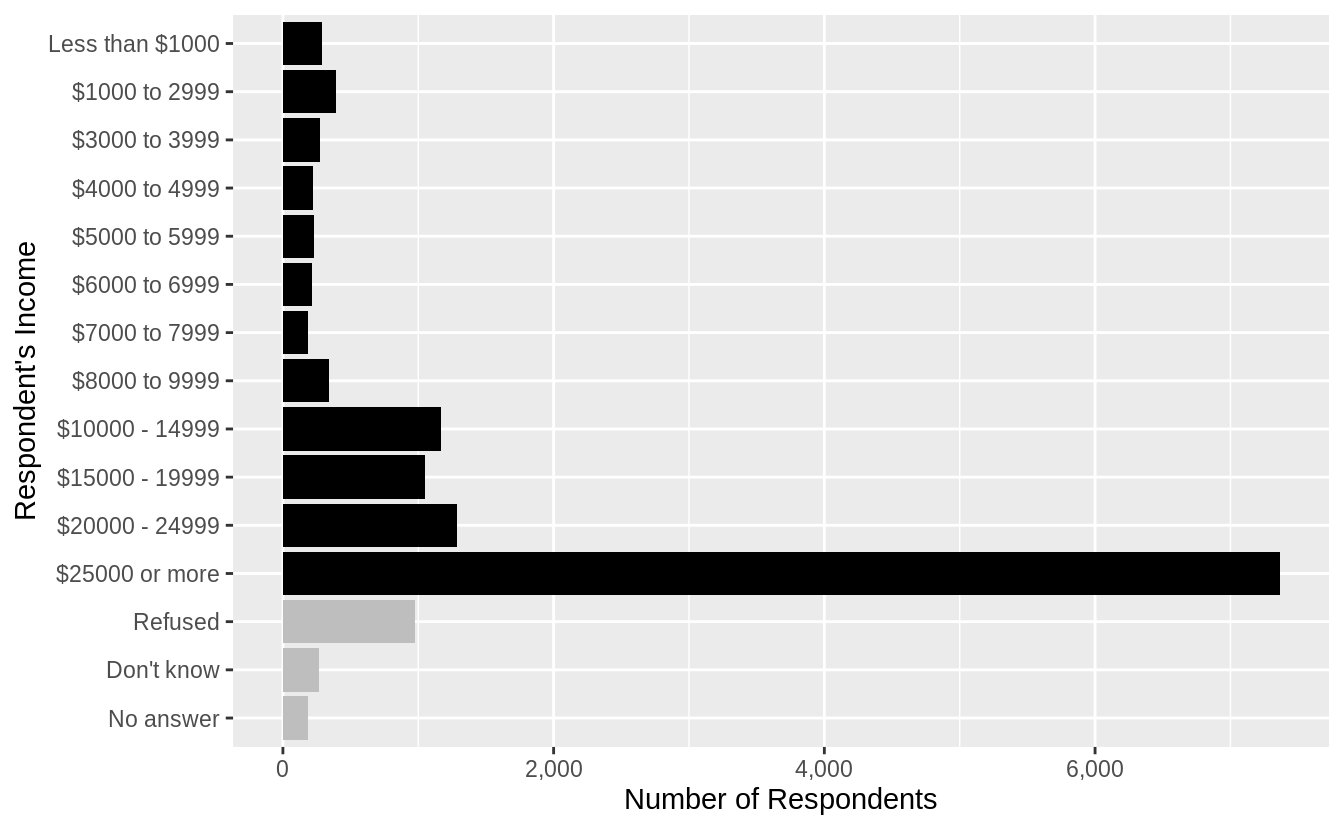 Respondent's Income
Less than $1000
$1000 to 2999
$3000 to 3999
$4000 to 4999
$5000 to 5999
$6000 to 6999
$7000 to 7999
$8000 to 9999
$10000 - 14999
$15000 - 19999
$20000 - 24999
$25000 or more
Refused
Don't know
No answer
0 2,000 4,000 6,000
Number of Respondents